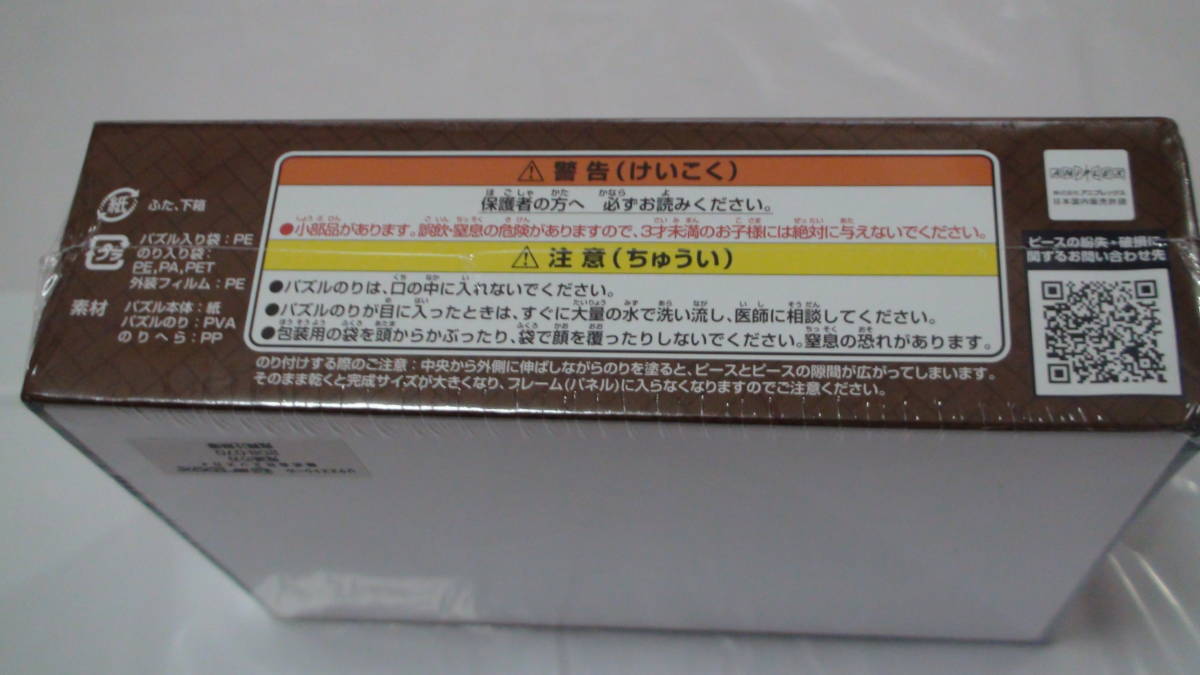 警告(けいこく)
保護者の方へ 必ずお読みください。
●小部品があります。誤飲・窒息の危険がありますので、3才未満のお子様には絶対に与えないでください。
注意(ちゅうい)
●パズルのりは、口の中に入れないでください。
●パズルのりが目に入ったときは、すぐに大量の水で洗い流し、医師に相談してください。
●包装用の袋を頭からかぶったり、袋で顔を覆ったりしないでください。窒息の恐れがあります。
のり付けする際のご注意:中央から外側に伸ばしながらのりを塗ると、ピースとピースの隙間が広がってしまいます。
そのまま乾くと完成サイズが大きくなり、フレーム(パネル)に入らなくなりますのでご注意ください。
紙 ふた、下箱
プラ パズル入り袋:PE
のり入り袋:
PE,PA,PET
外装フィルム:PE
素材 パズル本体:紙
パズルのり:PVA
のりへら:PP
ANIPLEX
株式会社アニプレックス
日本国内販売許諾
ピースの紛失・破損に
関するお問い合わせ先